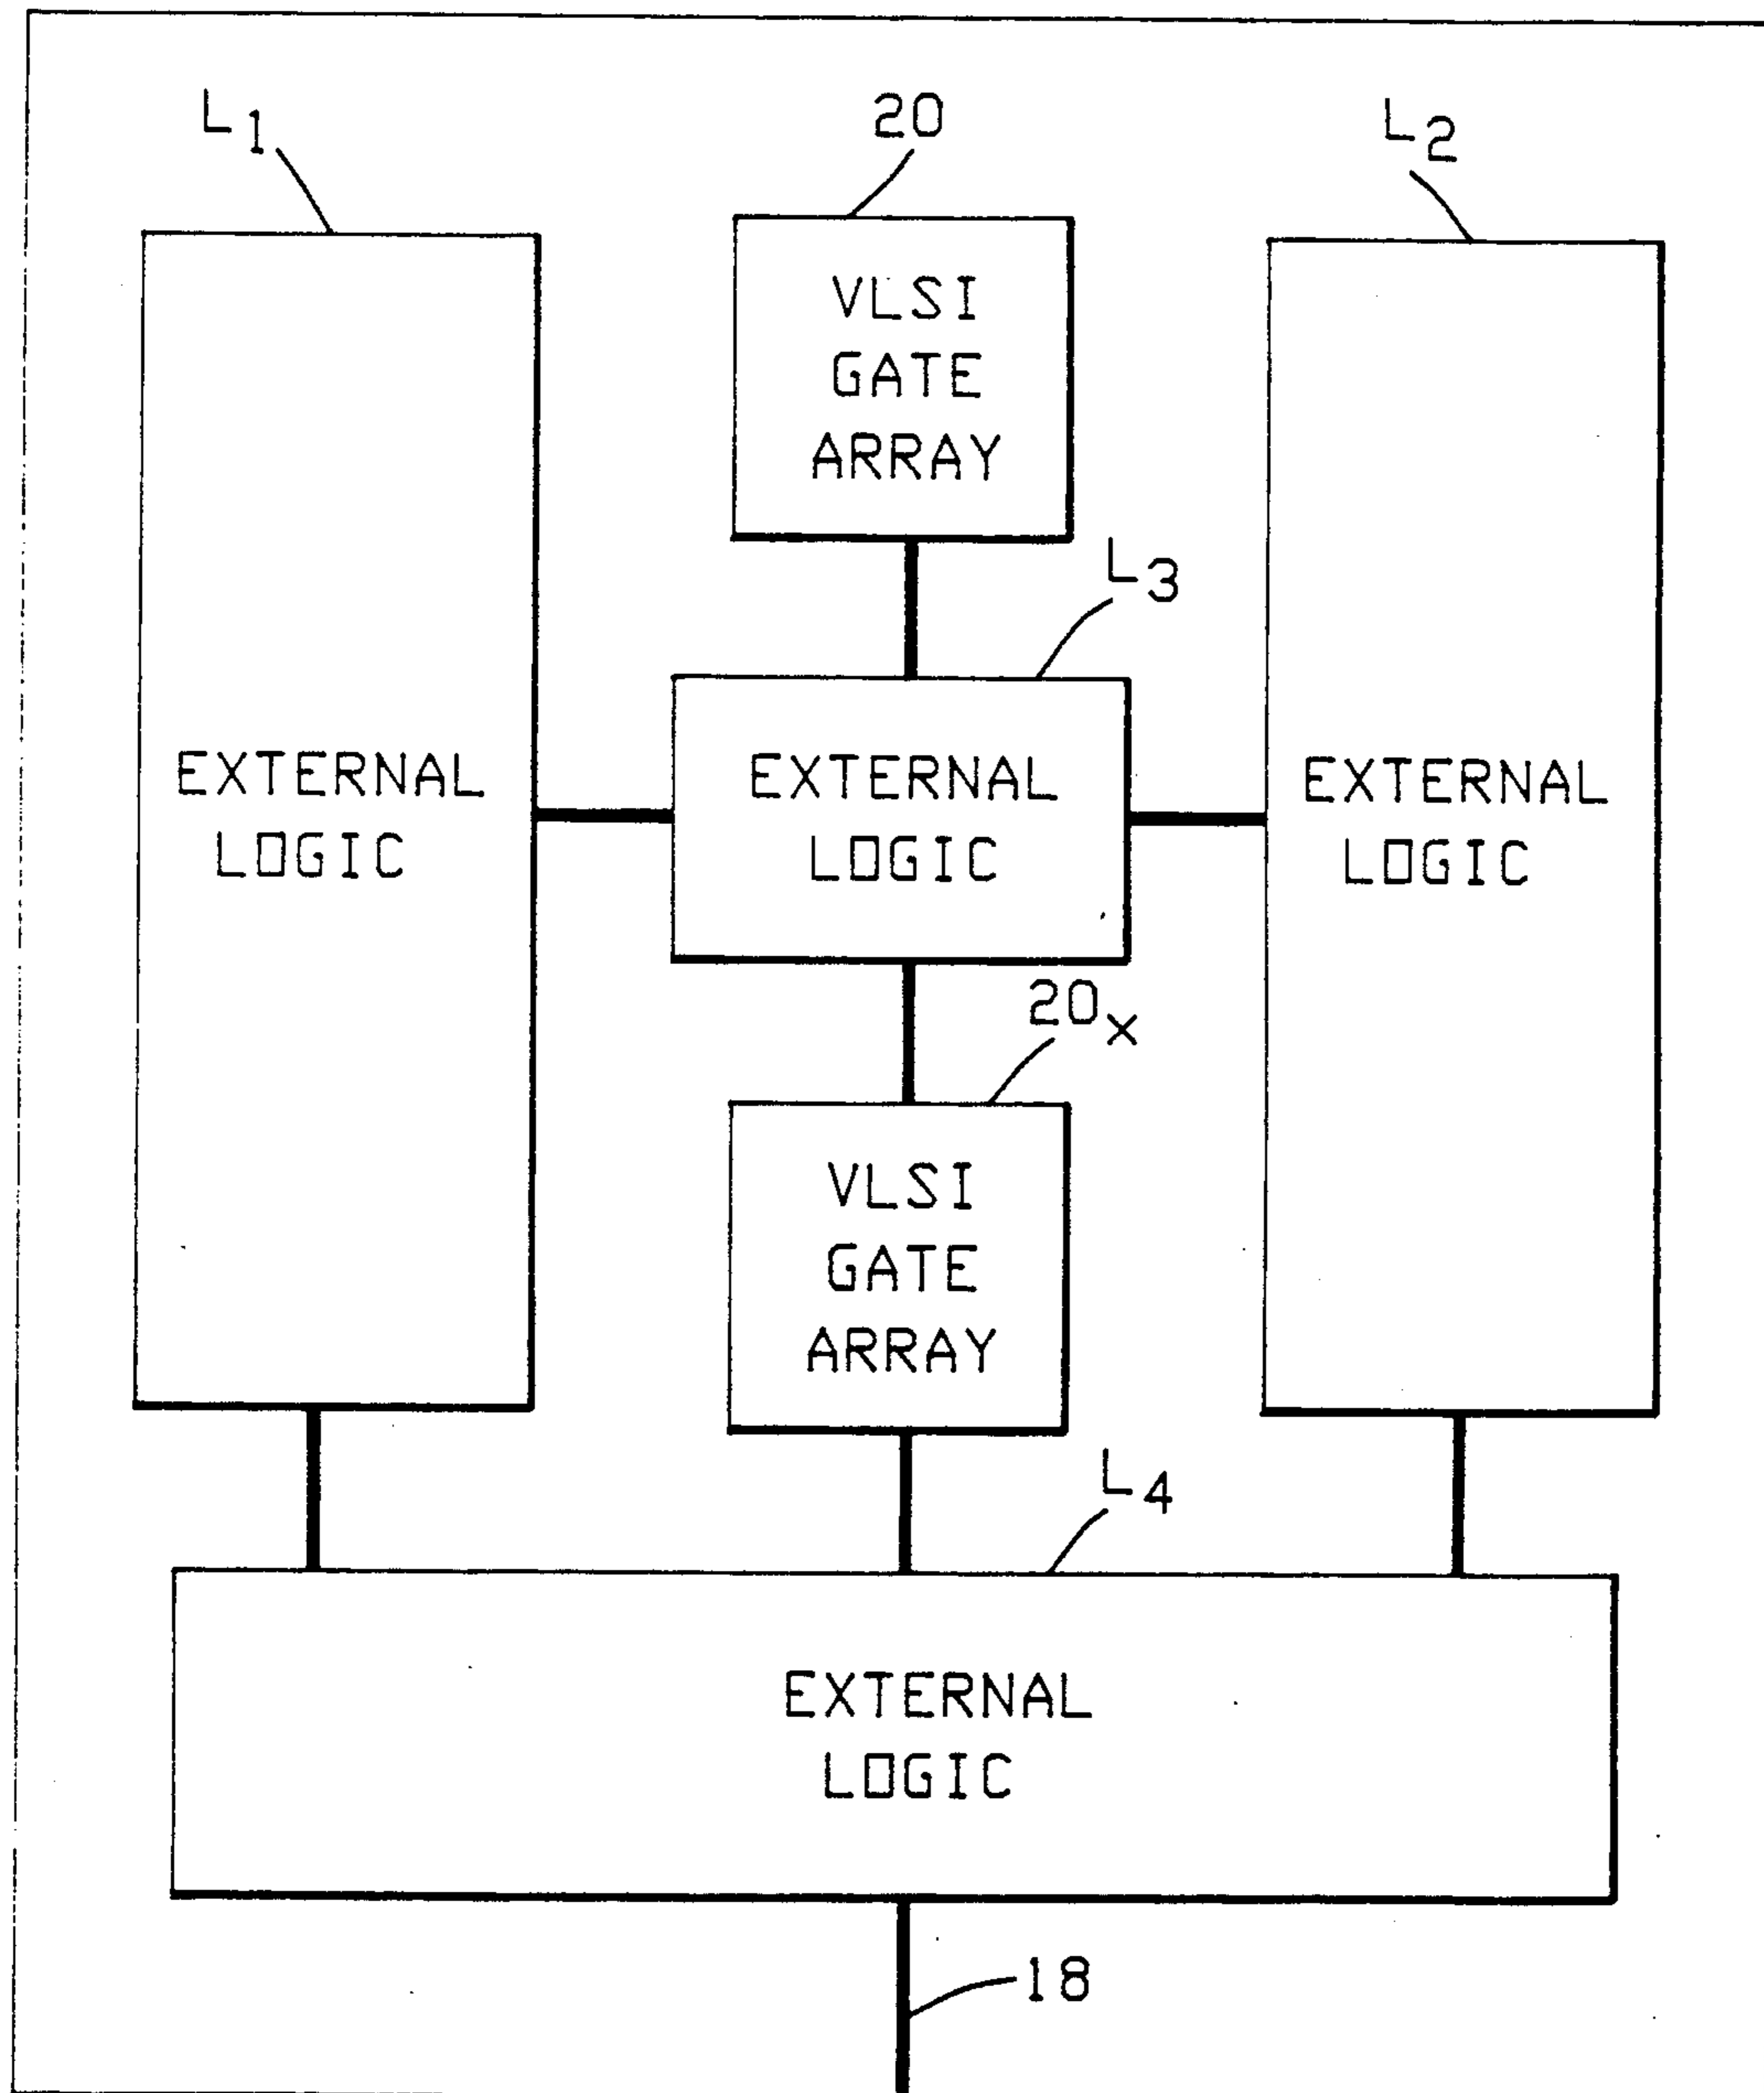 L1
20
L2
VLSI
GATE
ARRAY
L3
EXTERNAL
LOGIC
EXTERNAL
LOGIC
EXTERNAL
LOGIC
20x
VLSI
GATE
ARRAY
L4
EXTERNAL
LOGIC
18